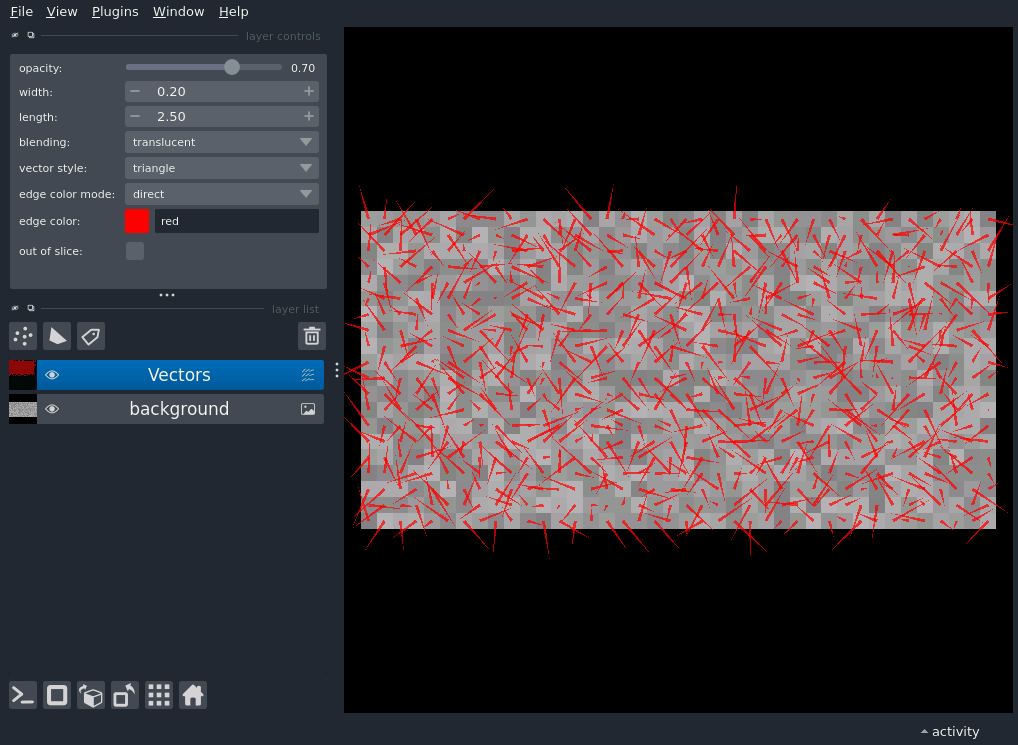 File View Plugins Window Help
layer controls
opacity: 0.70
width: − 0.20 +
length: − 2.50 +
blending: translucent
vector style: triangle
edge color mode: direct
edge color: red
out of slice:
layer list
Vectors
background
activity